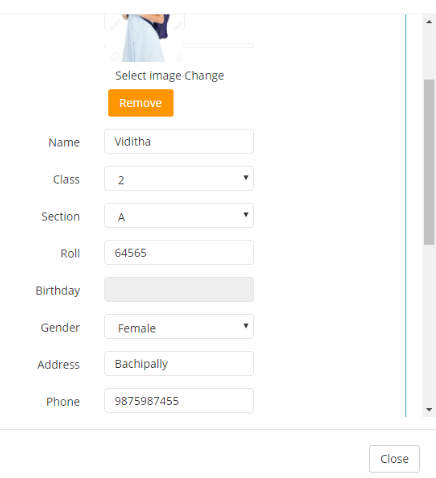 Select image Change
Remove
Name Viditha
Class 2
Section A
Roll 64565
Birthday
Gender Female
Address Bachipally
Phone 9875987455
Close